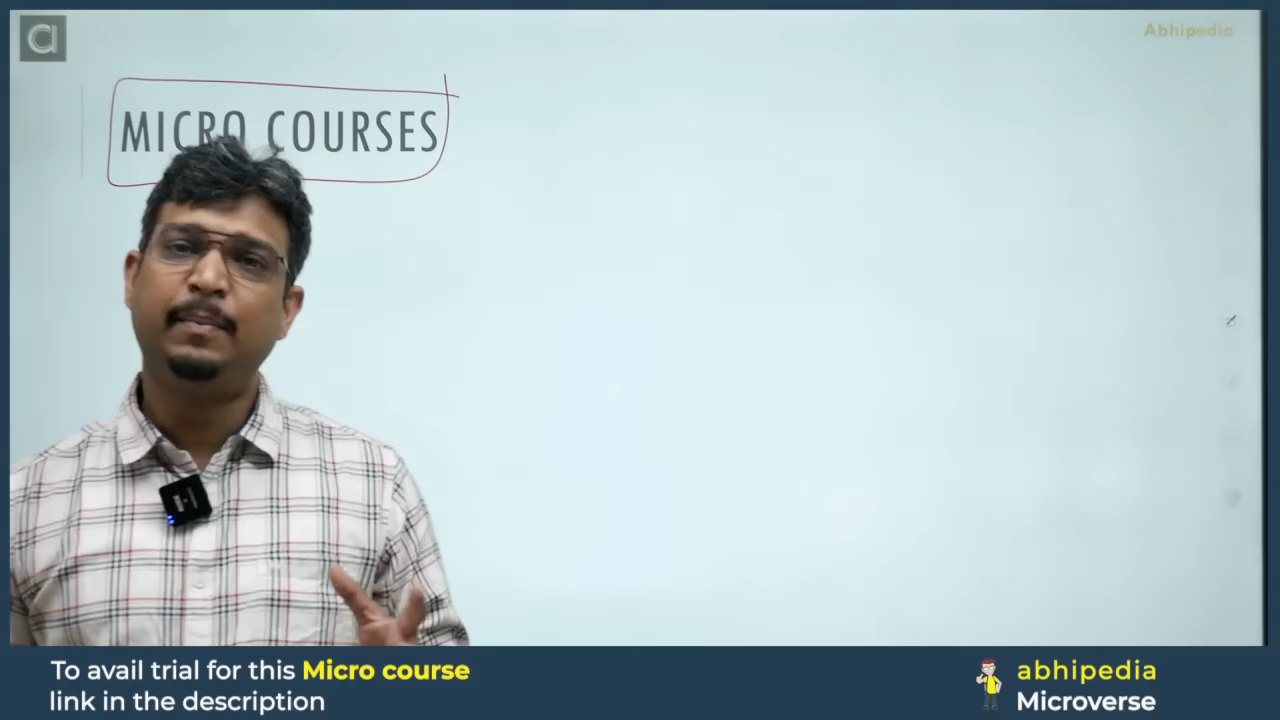 Abhipedia
MICRO COURSES
To avail trial for this Micro course
link in the description
abhipedia
Microverse